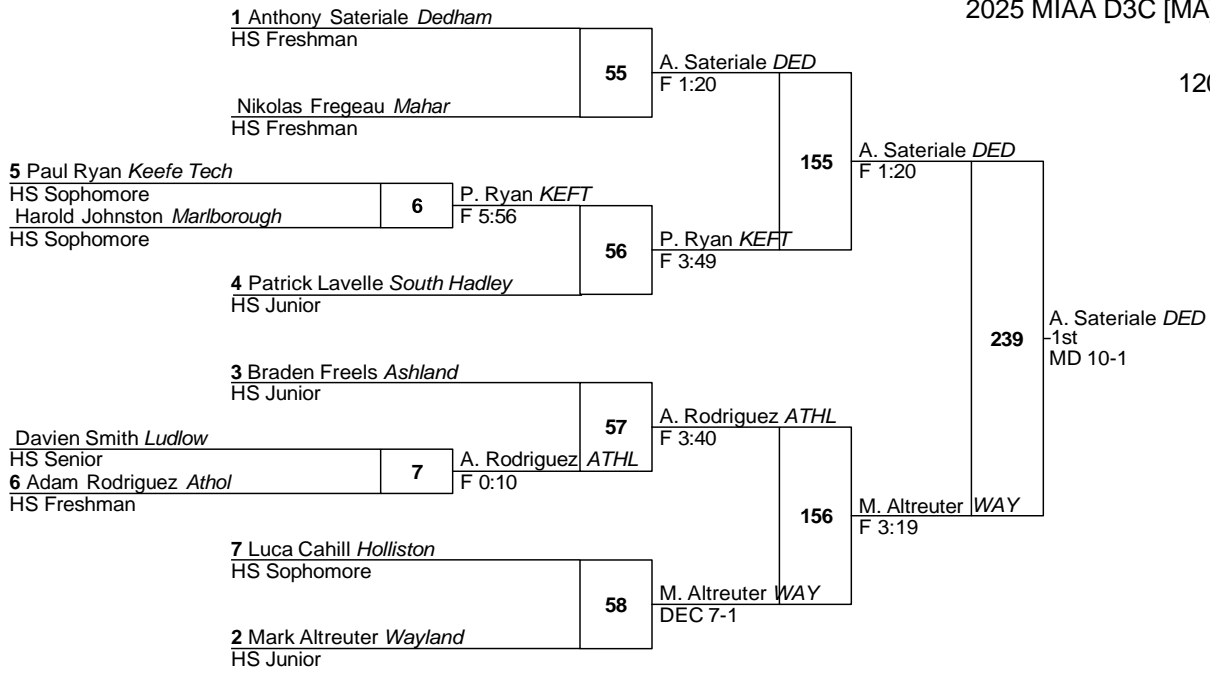 2025 MIAA D3C [MA
120
1 Anthony Sateriale Dedham
HS Freshman
55
A. Sateriale DED
F 1:20
Nikolas Fregeau Mahar
HS Freshman
155
A. Sateriale DED
F 1:20
5 Paul Ryan Keefe Tech
HS Sophomore
6
P. Ryan KEFT
F 5:56
Harold Johnston Marlborough
HS Sophomore
56
P. Ryan KEFT
F 3:49
4 Patrick Lavelle South Hadley
HS Junior
239
A. Sateriale DED
1st
MD 10-1
3 Braden Freels Ashland
HS Junior
57
A. Rodriguez ATHL
F 3:40
Davien Smith Ludlow
HS Senior
7
A. Rodriguez ATHL
F 0:10
6 Adam Rodriguez Athol
HS Freshman
156
M. Altreuter WAY
F 3:19
7 Luca Cahill Holliston
HS Sophomore
58
M. Altreuter WAY
DEC 7-1
2 Mark Altreuter Wayland
HS Junior